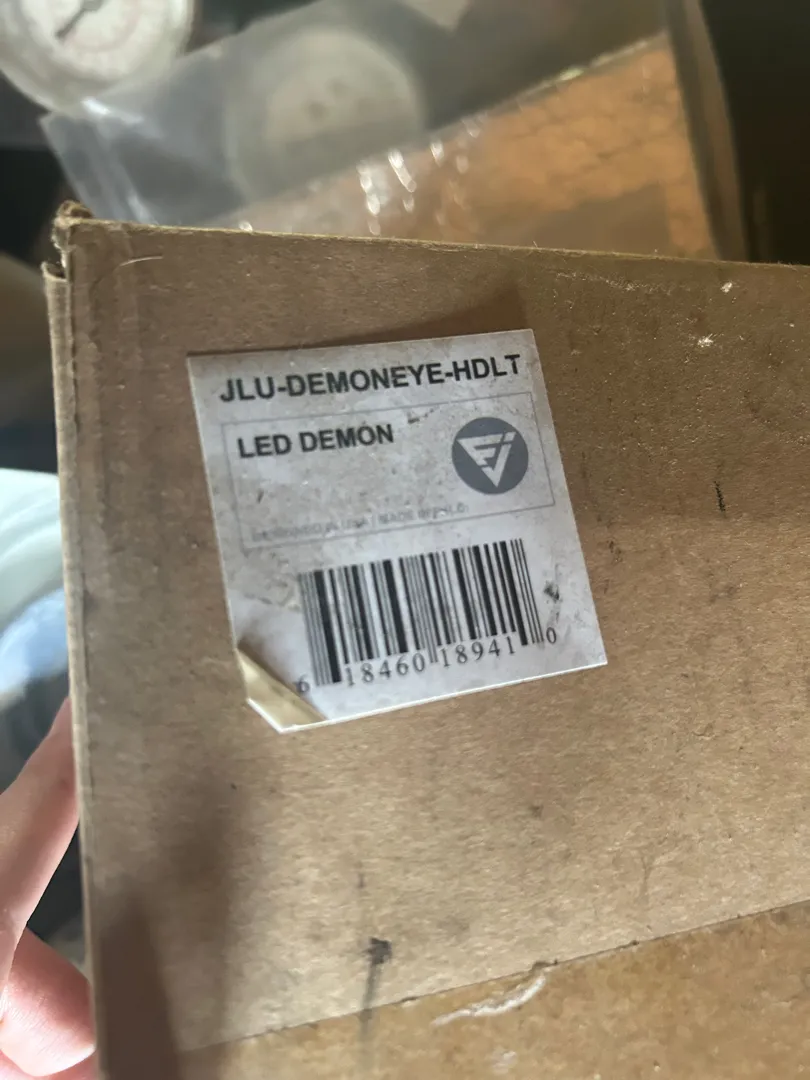 JLU-DEMONEYE-HDLT
LED DEMON
6 18460 18941 0